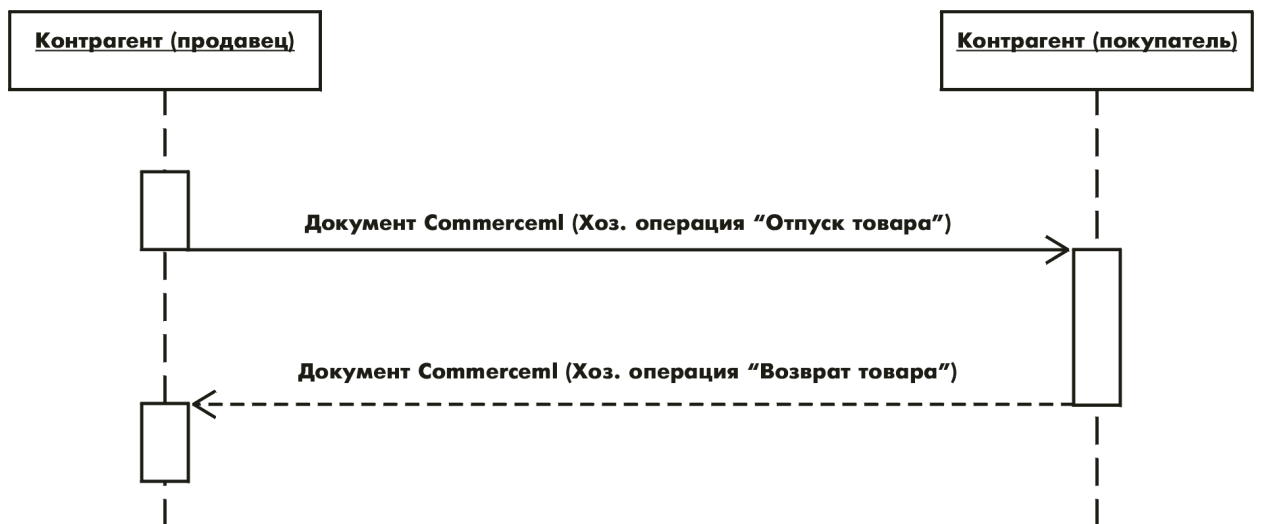 Контрагент (продавец)
Контрагент (покупатель)
Документ Commerceml (Хоз. операция “Отпуск товара”)
Документ Commerceml (Хоз. операция “Возврат товара”)